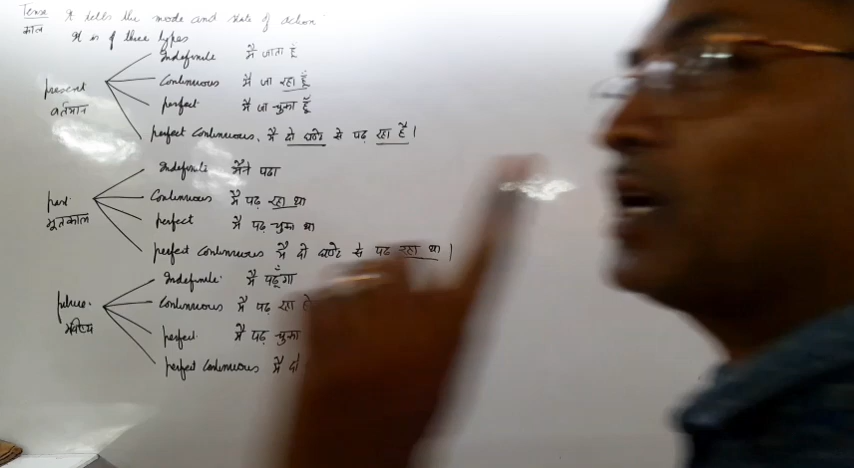 Tense It tells the mode and state of action.
काल It is of three types
Indefinite मैं जाता हूं
present Continuous मैं जा रहा हूं
वर्तमान perfect मैं जा चुका हूँ
perfect continuous. मैं दो घण्टे से पढ़ रहा हूँ।
Indefinite मैंने पढा
past. Continuous मैं पढ़ रहा था
भूतकाल perfect मैं पढ़ चुका था
perfect continuous मैं दो घण्टे से पढ रहा था।
Indefinite. मैं पढूँगा
Continuous मैं पढ़ रहा
भविष्य perfect. मैं पढ़ चुका
perfect continuous मैं दो